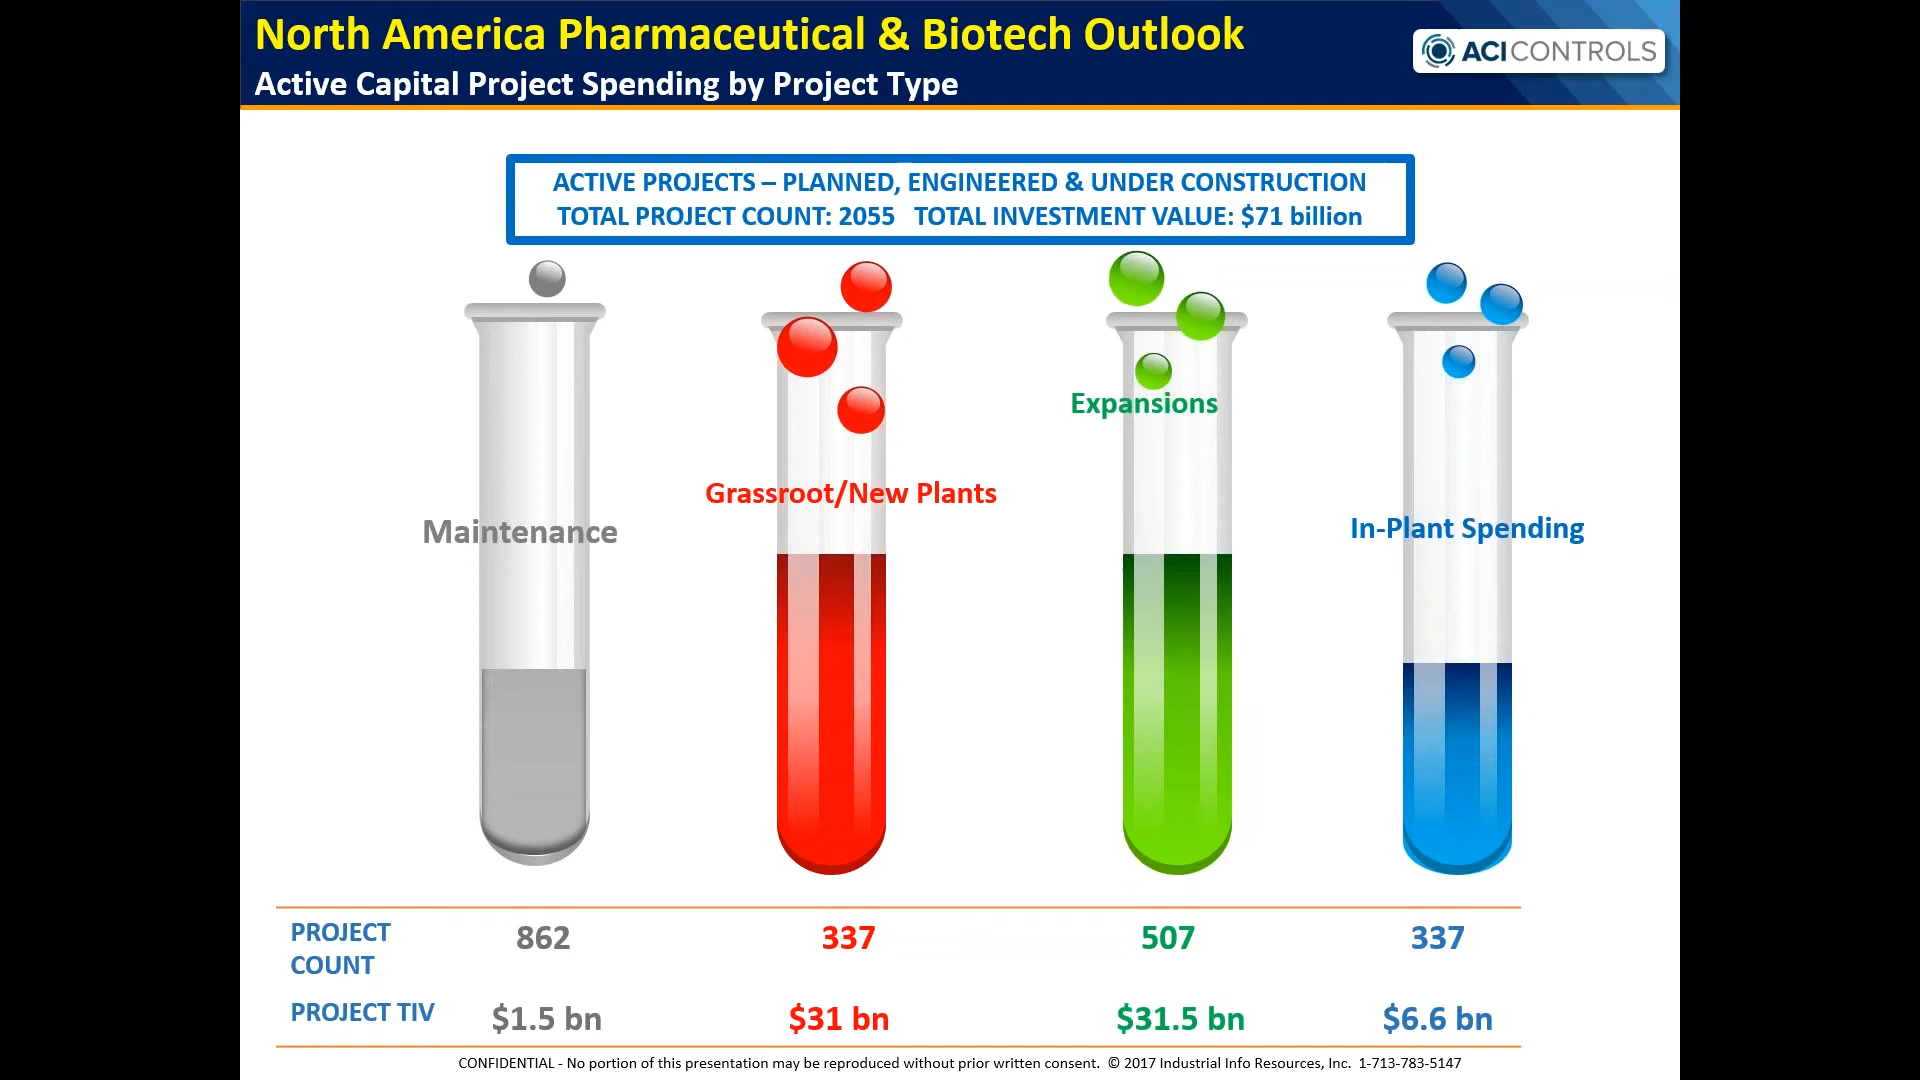 North America Pharmaceutical & Biotech Outlook
Active Capital Project Spending by Project Type
ACI CONTROLS
ACTIVE PROJECTS – PLANNED, ENGINEERED & UNDER CONSTRUCTION
TOTAL PROJECT COUNT: 2055 TOTAL INVESTMENT VALUE: $71 billion
Expansions
Grassroot/New Plants
Maintenance
In-Plant Spending
PROJECT COUNT 862 337 507 337
PROJECT TIV $1.5 bn $31 bn $31.5 bn $6.6 bn
CONFIDENTIAL - No portion of this presentation may be reproduced without prior written consent. © 2017 Industrial Info Resources, Inc. 1-713-783-5147